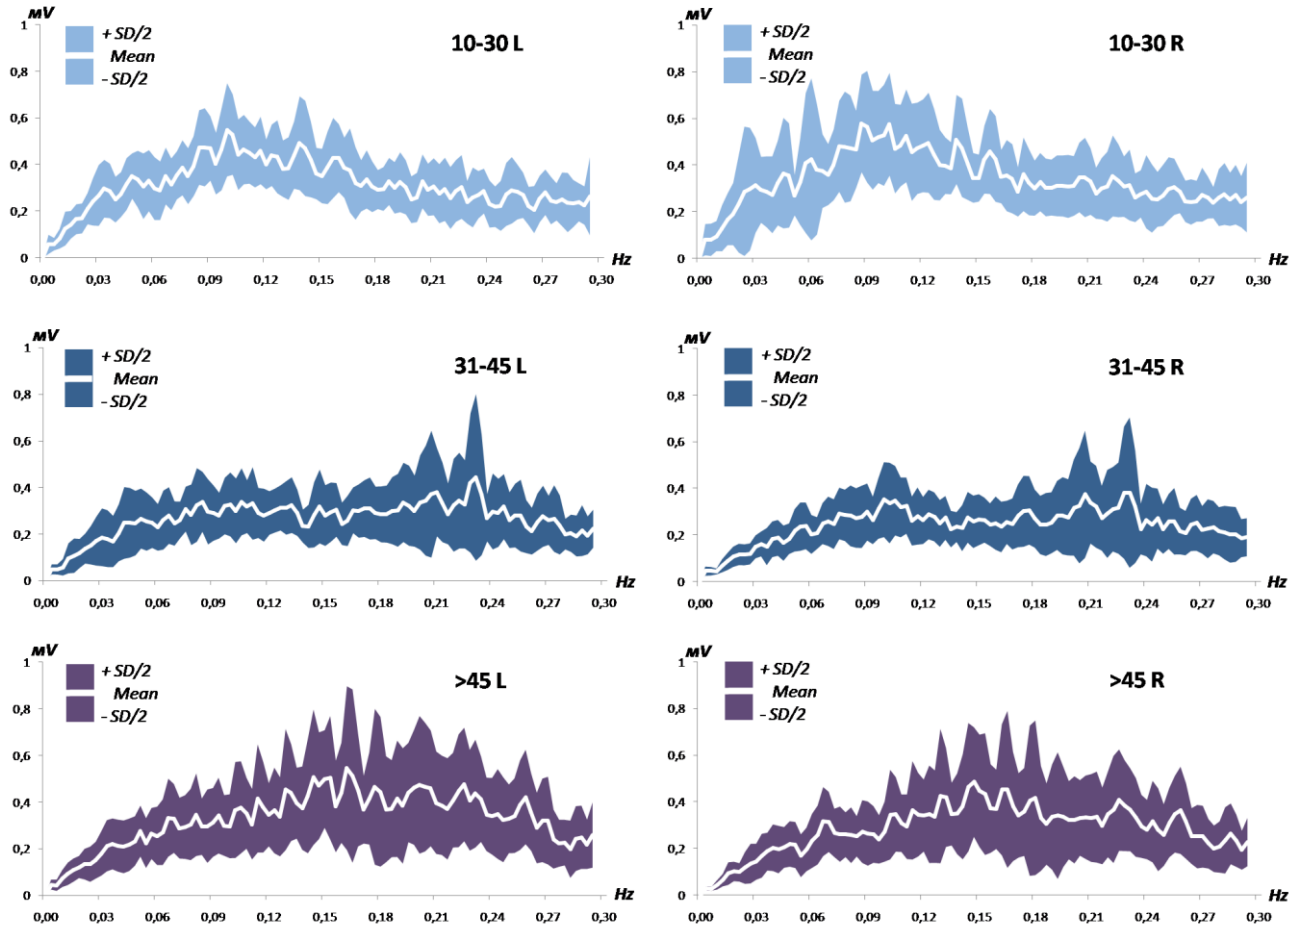 мV
1
+ SD/2
Mean
– SD/2
10-30 L
0,8
0,6
0,4
0,2
0
0,00 0,03 0,06 0,09 0,12 0,15 0,18 0,21 0,24 0,27 0,30
Hz
мV
1
+ SD/2
Mean
– SD/2
10-30 R
0,8
0,6
0,4
0,2
0
0,00 0,03 0,06 0,09 0,12 0,15 0,18 0,21 0,24 0,27 0,30
Hz
мV
1
+ SD/2
Mean
– SD/2
31-45 L
0,8
0,6
0,4
0,2
0
0,00 0,03 0,06 0,09 0,12 0,15 0,18 0,21 0,24 0,27 0,30
Hz
мV
1
+ SD/2
Mean
– SD/2
31-45 R
0,8
0,6
0,4
0,2
0
0,00 0,03 0,06 0,09 0,12 0,15 0,18 0,21 0,24 0,27 0,30
Hz
мV
1
+ SD/2
Mean
– SD/2
>45 L
0,8
0,6
0,4
0,2
0
0,00 0,03 0,06 0,09 0,12 0,15 0,18 0,21 0,24 0,27 0,30
Hz
мV
1
+ SD/2
Mean
– SD/2
>45 R
0,8
0,6
0,4
0,2
0
0,00 0,03 0,06 0,09 0,12 0,15 0,18 0,21 0,24 0,27 0,30
Hz